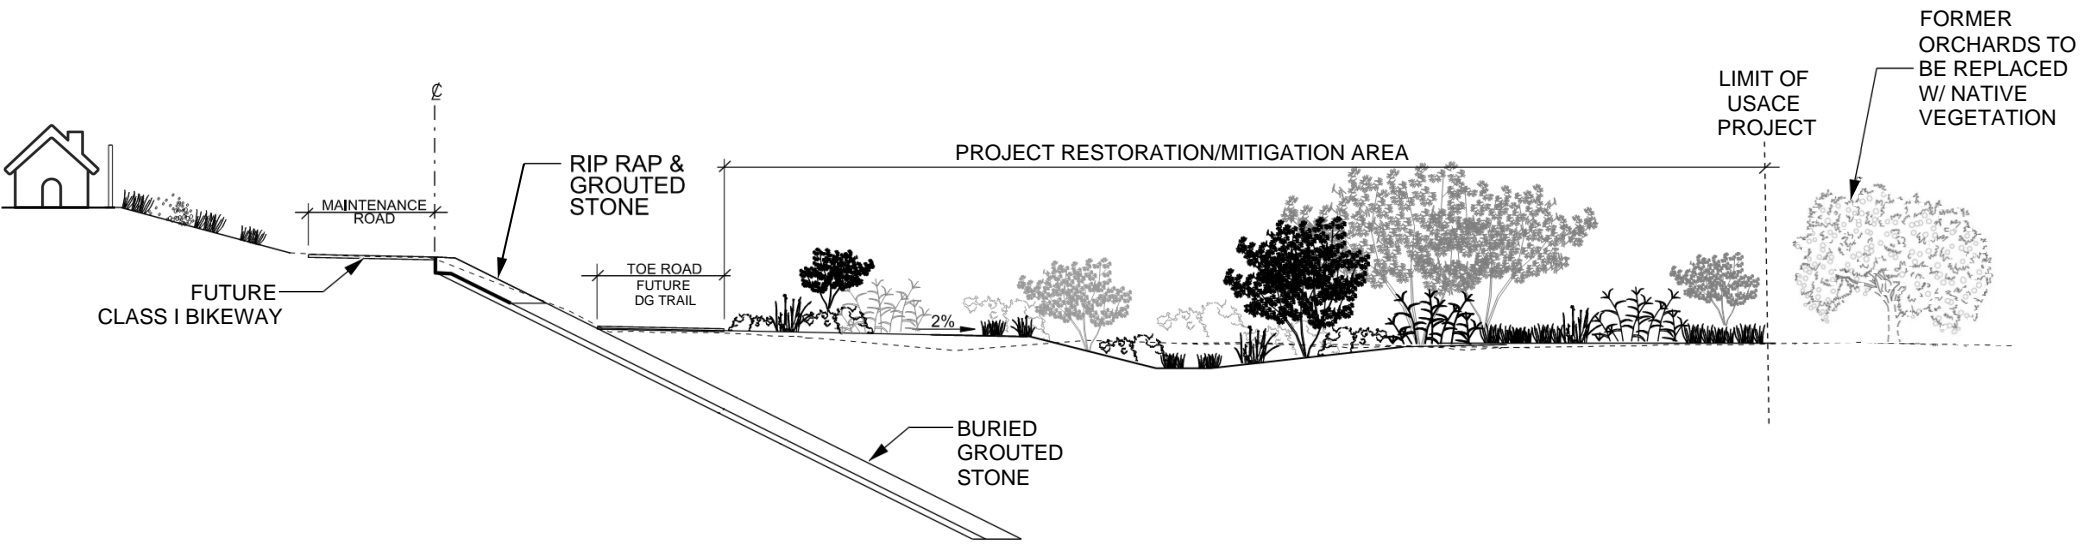 FORMER
ORCHARDS TO
BE REPLACED
W/ NATIVE
VEGETATION
LIMIT OF
USACE
PROJECT
℄
PROJECT RESTORATION/MITIGATION AREA
RIP RAP &
GROUTED
STONE
MAINTENANCE
ROAD
TOE ROAD
FUTURE
DG TRAIL
FUTURE
CLASS I BIKEWAY
2%
BURIED
GROUTED
STONE